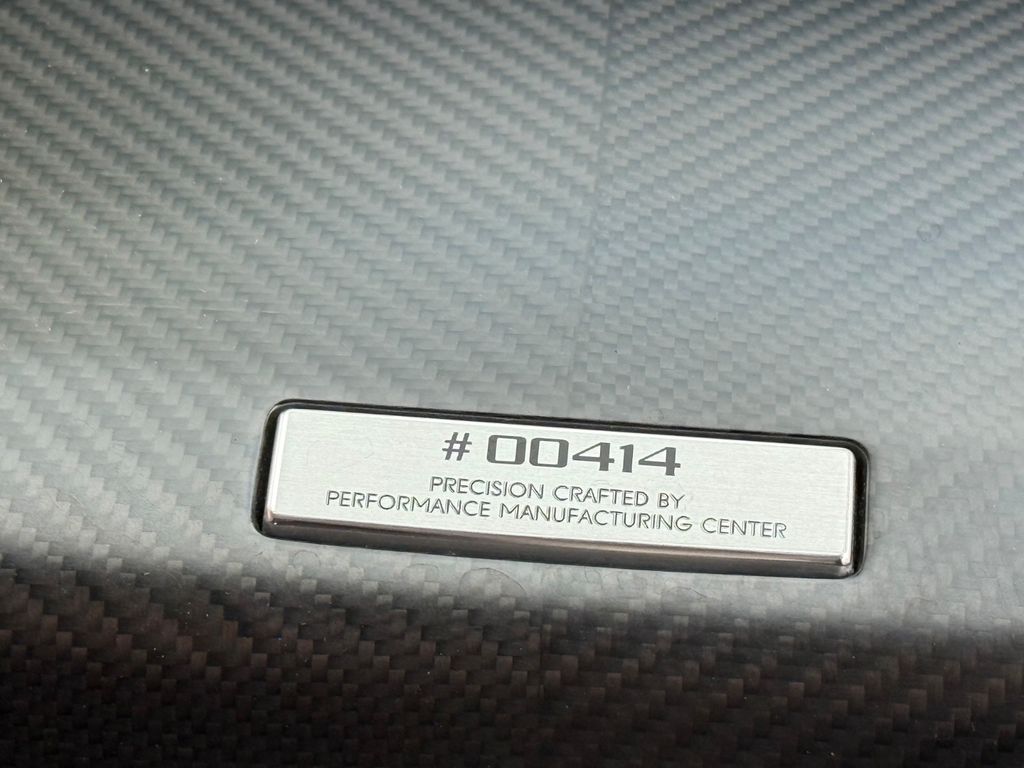 #00414
PRECISION CRAFTED BY
PERFORMANCE MANUFACTURING CENTER